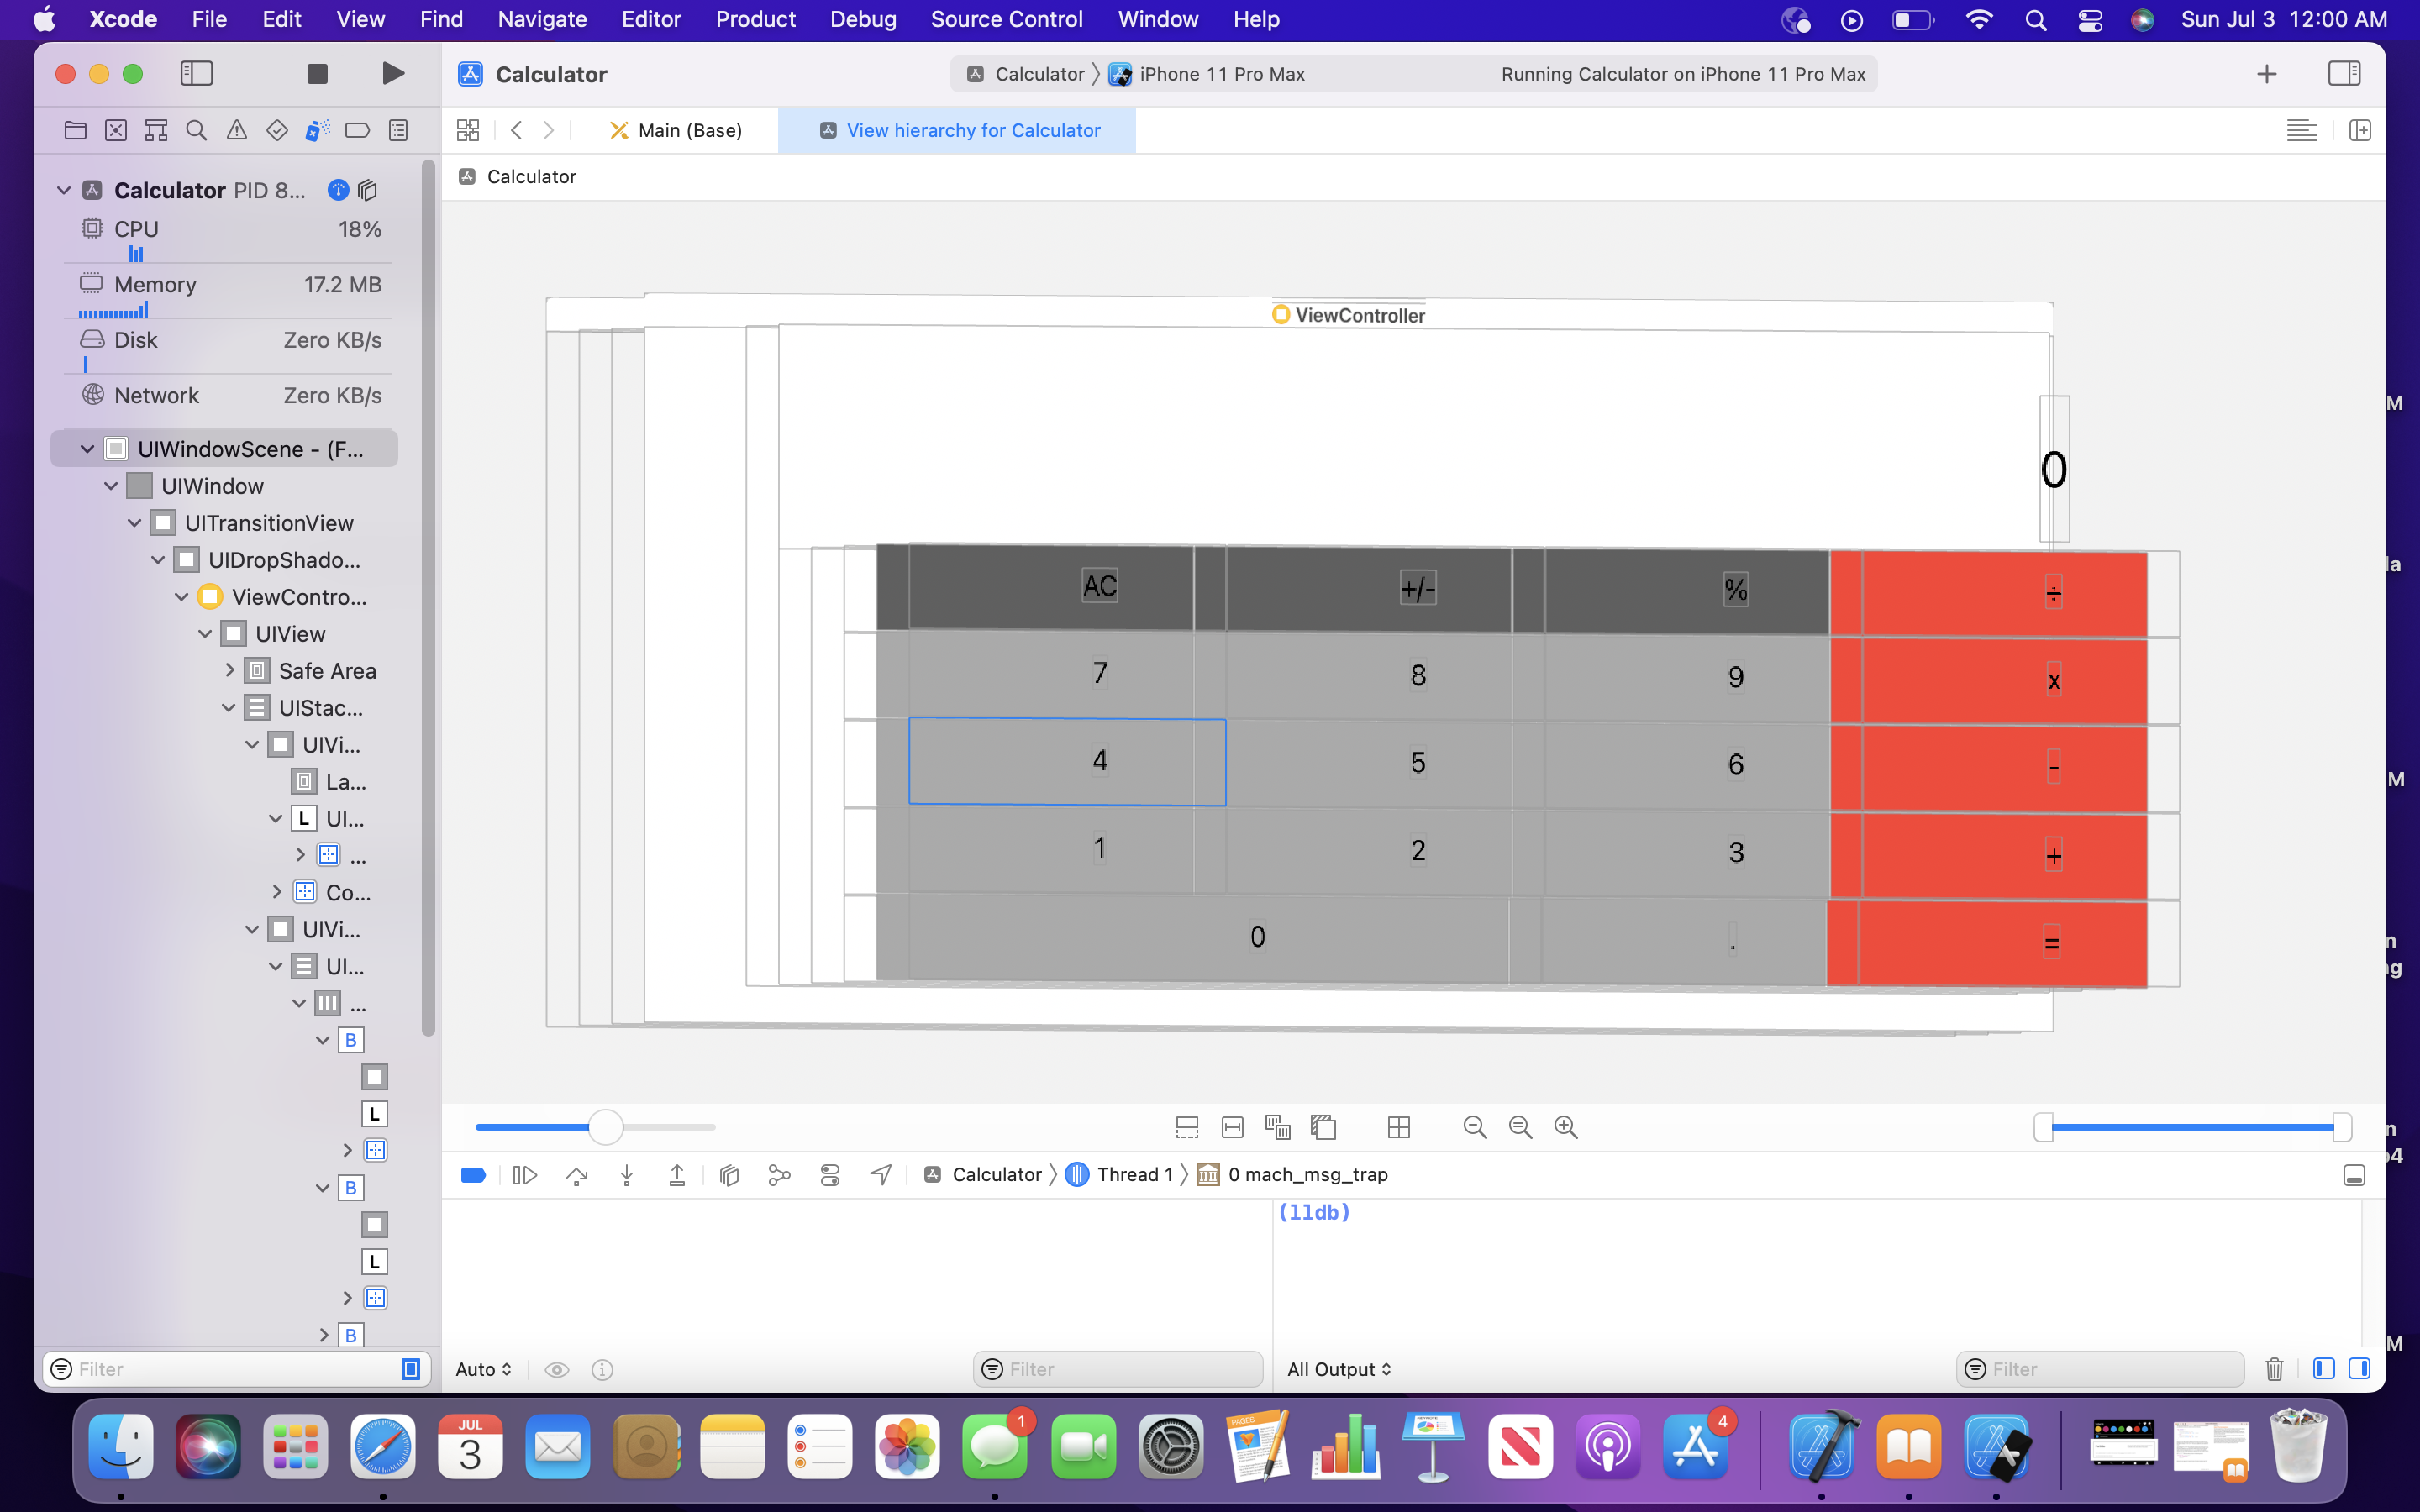 Xcode File Edit View Find Navigate Editor Product Debug Source Control Window Help Sun Jul 3 12:00 AM
Calculator
Calculator iPhone 11 Pro Max Running Calculator on iPhone 11 Pro Max
Main (Base) View hierarchy for Calculator
Calculator
Calculator PID 8...
CPU 18%
Memory 17.2 MB
Disk Zero KB/s
Network Zero KB/s
UIWindowScene - (F...
UIWindow
UITransitionView
UIDropShado...
ViewContro...
UIView
Safe Area
UIStac...
UIVi...
La...
L UI...
...
Co...
UIVi...
UI...
...
B
L
B
L
B
Filter
ViewController
0
AC +/- % ÷
7 8 9 x
4 5 6 -
1 2 3 +
0 . =
Calculator Thread 1 0 mach_msg_trap
(lldb)
Auto Filter All Output Filter
M
la
M
n
ng
n
p4
M
JUL
3
1
PAGES
4